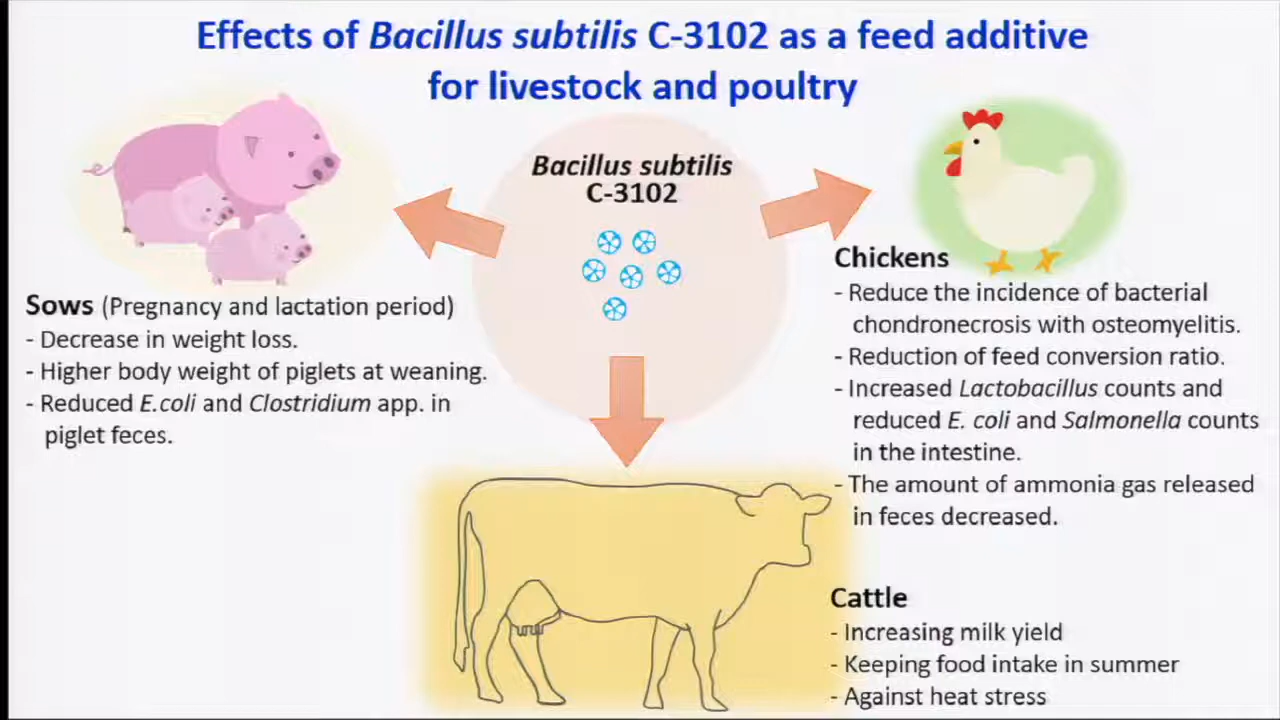 Effects of Bacillus subtilis C-3102 as a feed additive
for livestock and poultry
Bacillus subtilis
C-3102
Sows (Pregnancy and lactation period)
- Decrease in weight loss.
- Higher body weight of piglets at weaning.
- Reduced E.coli and Clostridium app. in
piglet feces.
Chickens
- Reduce the incidence of bacterial
chondronecrosis with osteomyelitis.
- Reduction of feed conversion ratio.
- Increased Lactobacillus counts and
reduced E. coli and Salmonella counts
in the intestine.
- The amount of ammonia gas released
in feces decreased.
Cattle
- Increasing milk yield
- Keeping food intake in summer
- Against heat stress